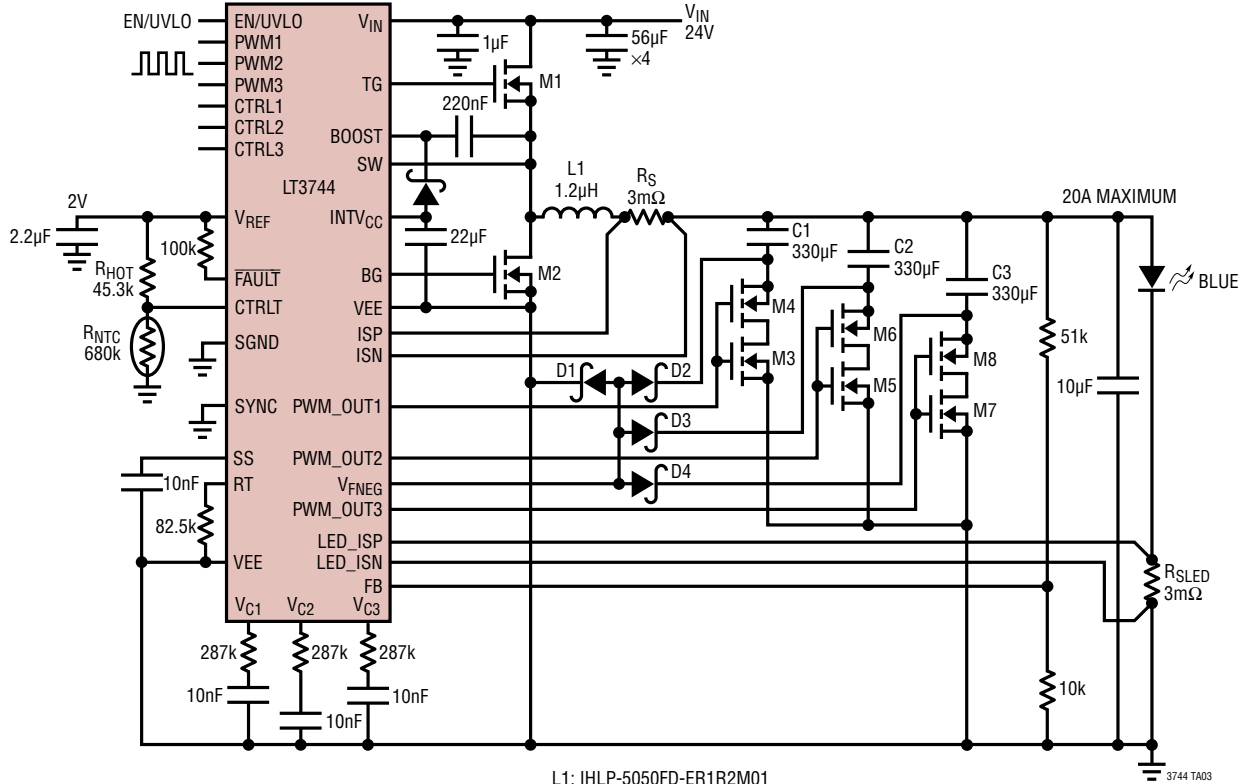 EN/UVLO
EN/UVLO
PWM1
PWM2
PWM3
CTRL1
CTRL2
CTRL3
LT3744
2V
2.2µF
VREF
100k
FAULT
RHOT
45.3k
CTRLT
RNTC
680k
SGND
SYNC
SS
10nF
RT
82.5k
VEE
VC1
VC2
VC3
287k
287k
287k
10nF
10nF
10nF
VIN
TG
BOOST
SW
INTVCC
BG
VEE
ISP
ISN
PWM_OUT1
PWM_OUT2
VFNEG
PWM_OUT3
LED_ISP
LED_ISN
FB
1µF
56µF
×4
VIN
24V
M1
220nF
22µF
M2
L1
1.2µH
RS
3mΩ
20A MAXIMUM
C1
330µF
C2
330µF
C3
330µF
M4
M3
M6
M5
M8
M7
D1
D2
D3
D4
51k
10µF
10k
BLUE
RSLED
3mΩ
L1: IHLP-5050FD-ER1R2M01
3744 TA03